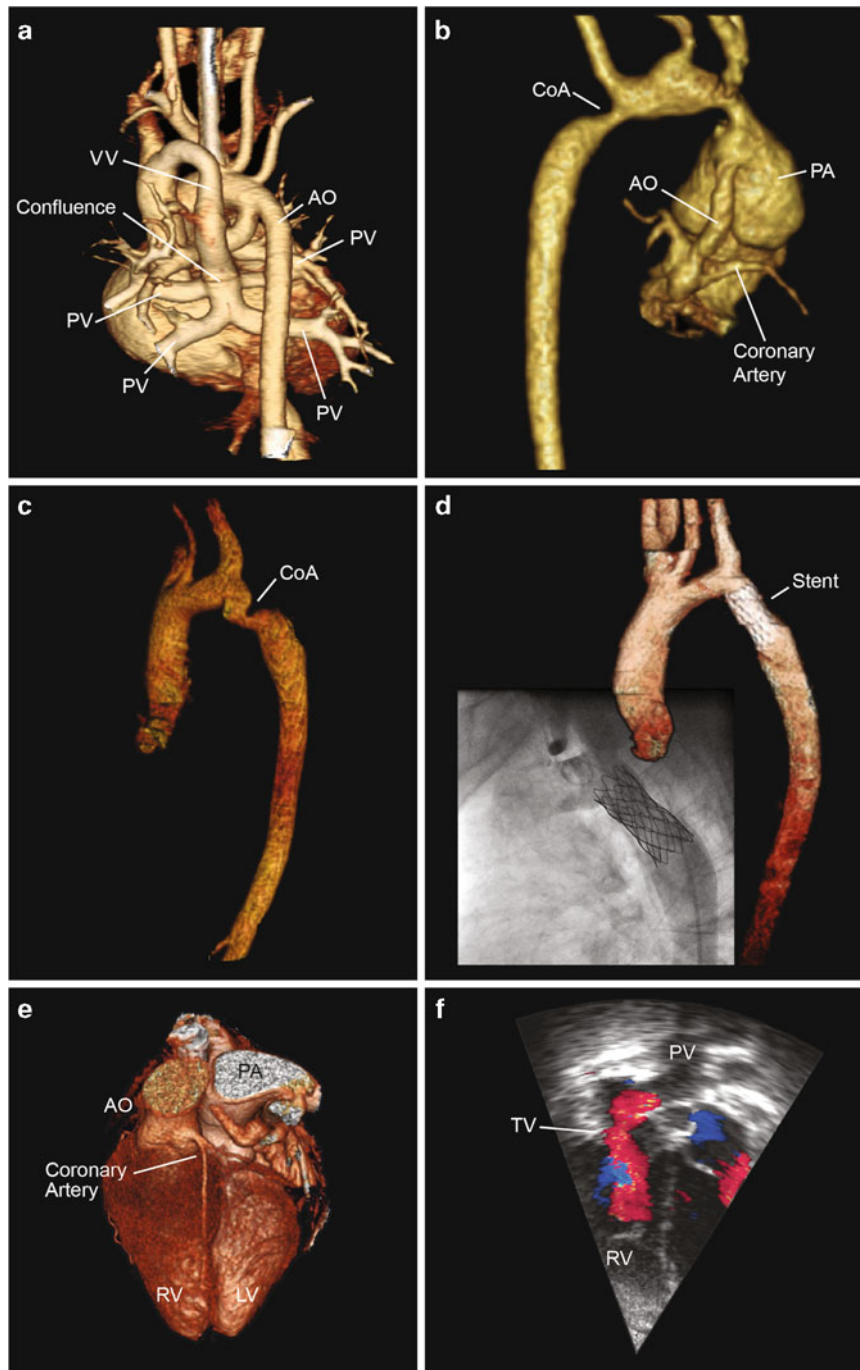 a
VV
Confluence
AO
PV
PV
PV
PV
b
CoA
AO
PA
Coronary
Artery
c
CoA
d
Stent
e
PA
AO
Coronary
Artery
RV
LV
f
PV
TV
RV